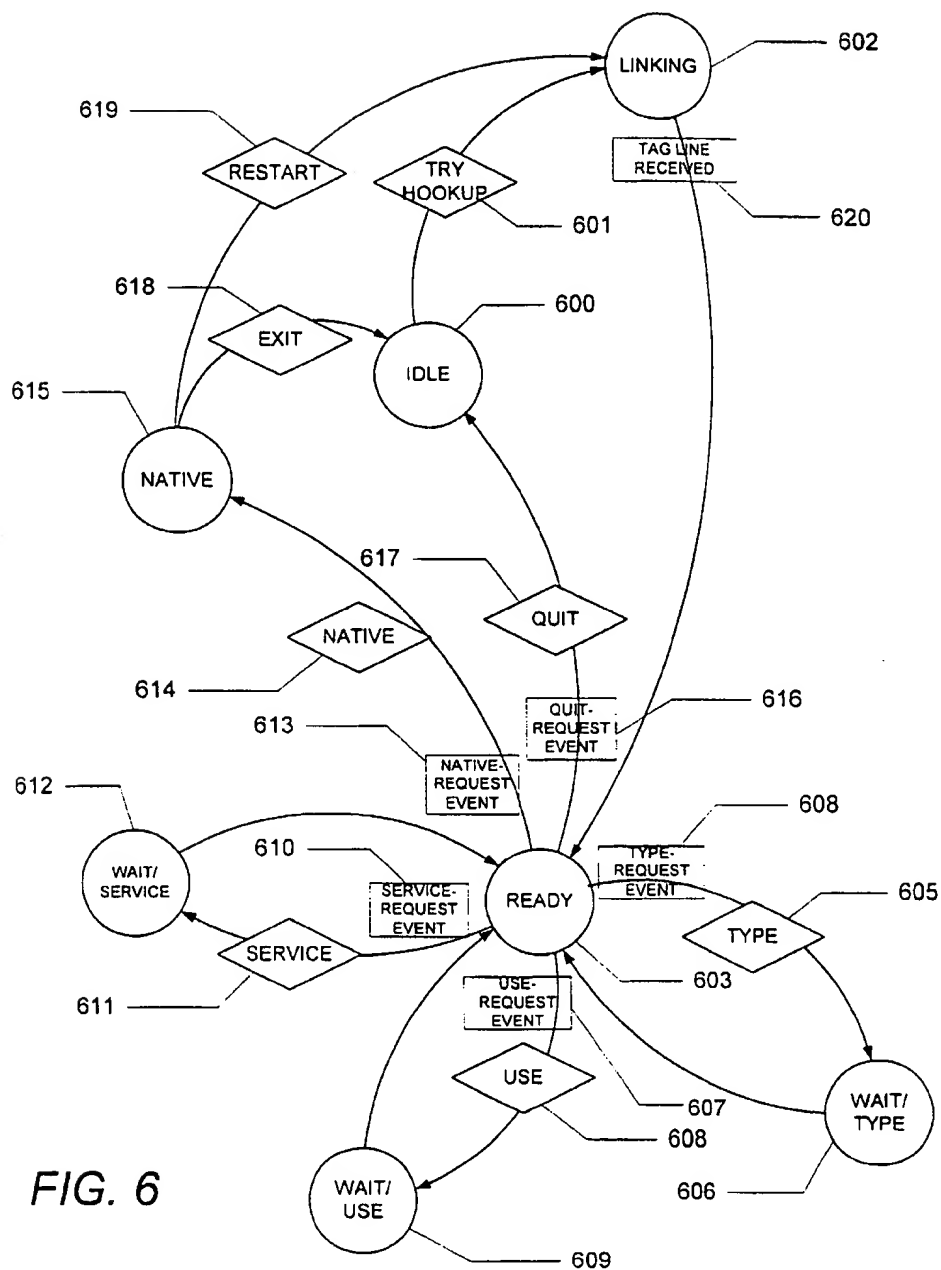 602
LINKING
619
TAG LINE
RECEIVED
RESTART
TRY
HOOKUP
620
601
618
600
EXIT
IDLE
615
NATIVE
617
QUIT
NATIVE
614
616
QUIT-
REQUEST
EVENT
613
NATIVE-
REQUEST
EVENT
612
608
610
TYPE-
REQUEST
EVENT
WAIT/
SERVICE
SERVICE-
REQUEST
EVENT
READY
605
TYPE
SERVICE
603
611
USE-
REQUEST
EVENT
USE
607
WAIT/
TYPE
608
606
FIG. 6
WAIT/
USE
609